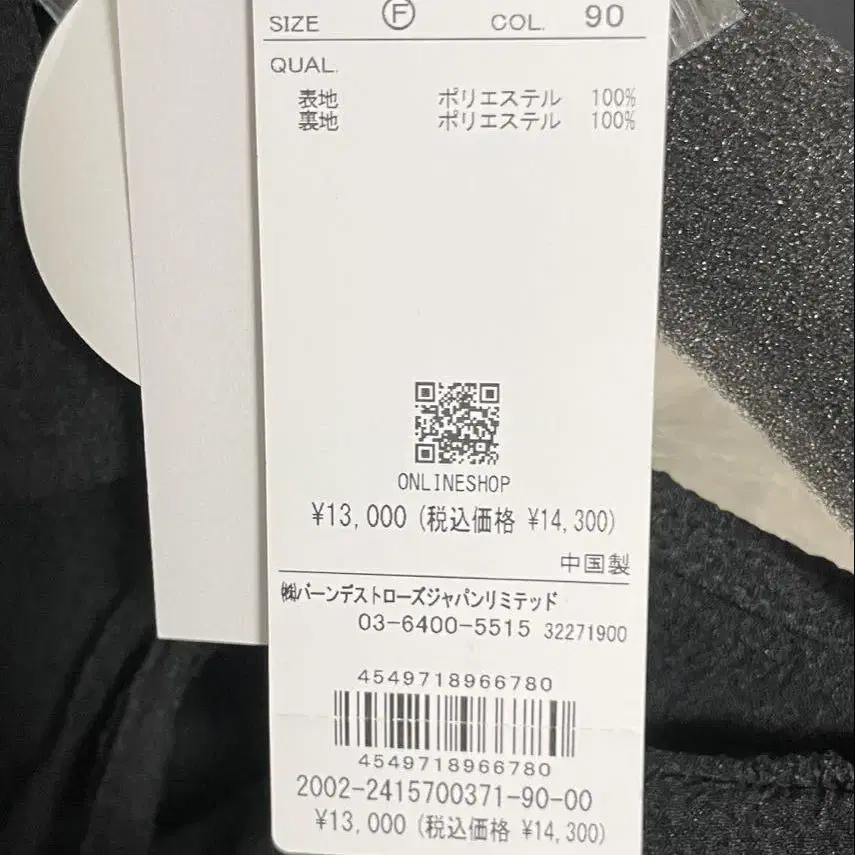 SIZE Ⓕ COL. 90
QUAL.
表地 ポリエステル 100%
裏地 ポリエステル 100%
ONLINESHOP
¥13,000 (税込価格 ¥14,300)
中国製
㈱バーンデストローズジャパンリミテッド
03-6400-5515 32271900
4549718966780
4549718966780
2002-2415700371-90-00
¥13,000 (税込価格 ¥14,300)